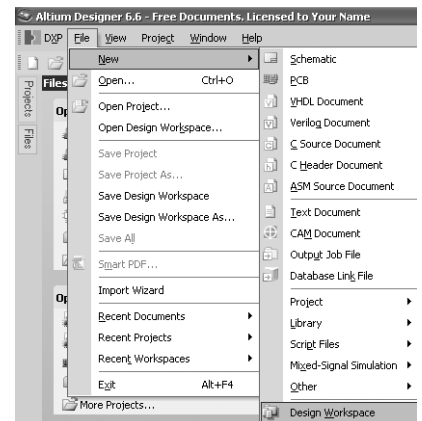 Altium Designer 6.6 - Free Documents. Licensed to Your Name
DXP File View Project Window Help
Projects
Files
Files
Op
Op
New
Open... Ctrl+O
Open Project...
Open Design Workspace...
Save Project
Save Project As...
Save Design Workspace
Save Design Workspace As...
Save All
Smart PDF...
Import Wizard
Recent Documents
Recent Projects
Recent Workspaces
Exit Alt+F4
More Projects...
Schematic
PCB
VHDL Document
Verilog Document
C Source Document
C Header Document
ASM Source Document
Text Document
CAM Document
Output Job File
Database Link File
Project
Library
Script Files
Mixed-Signal Simulation
Other
Design Workspace